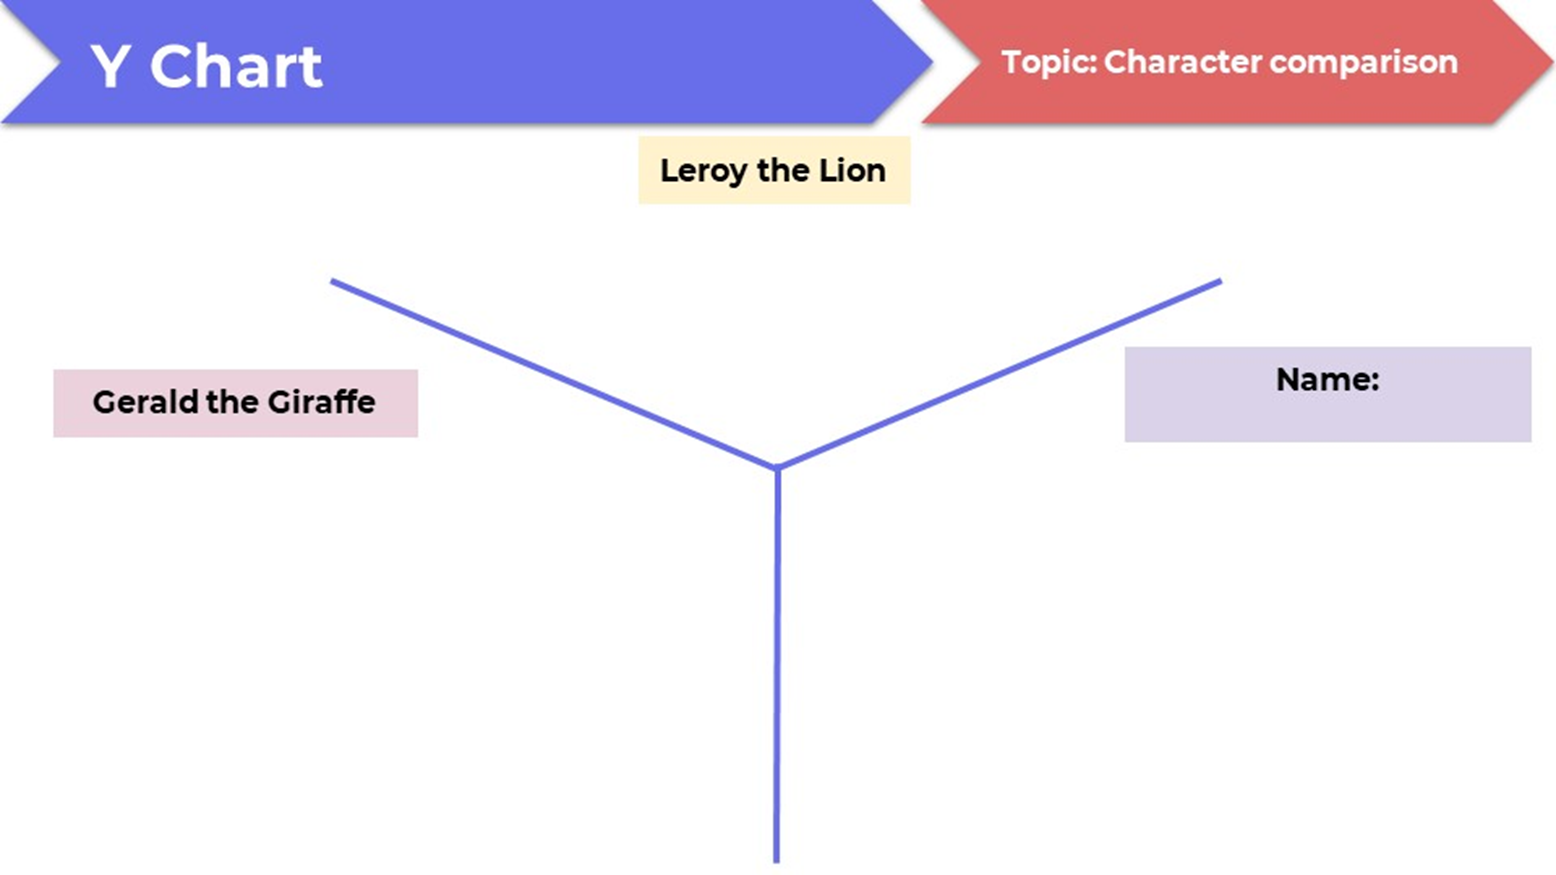 Y Chart
Topic: Character comparison
Leroy the Lion
Gerald the Giraffe
Name: